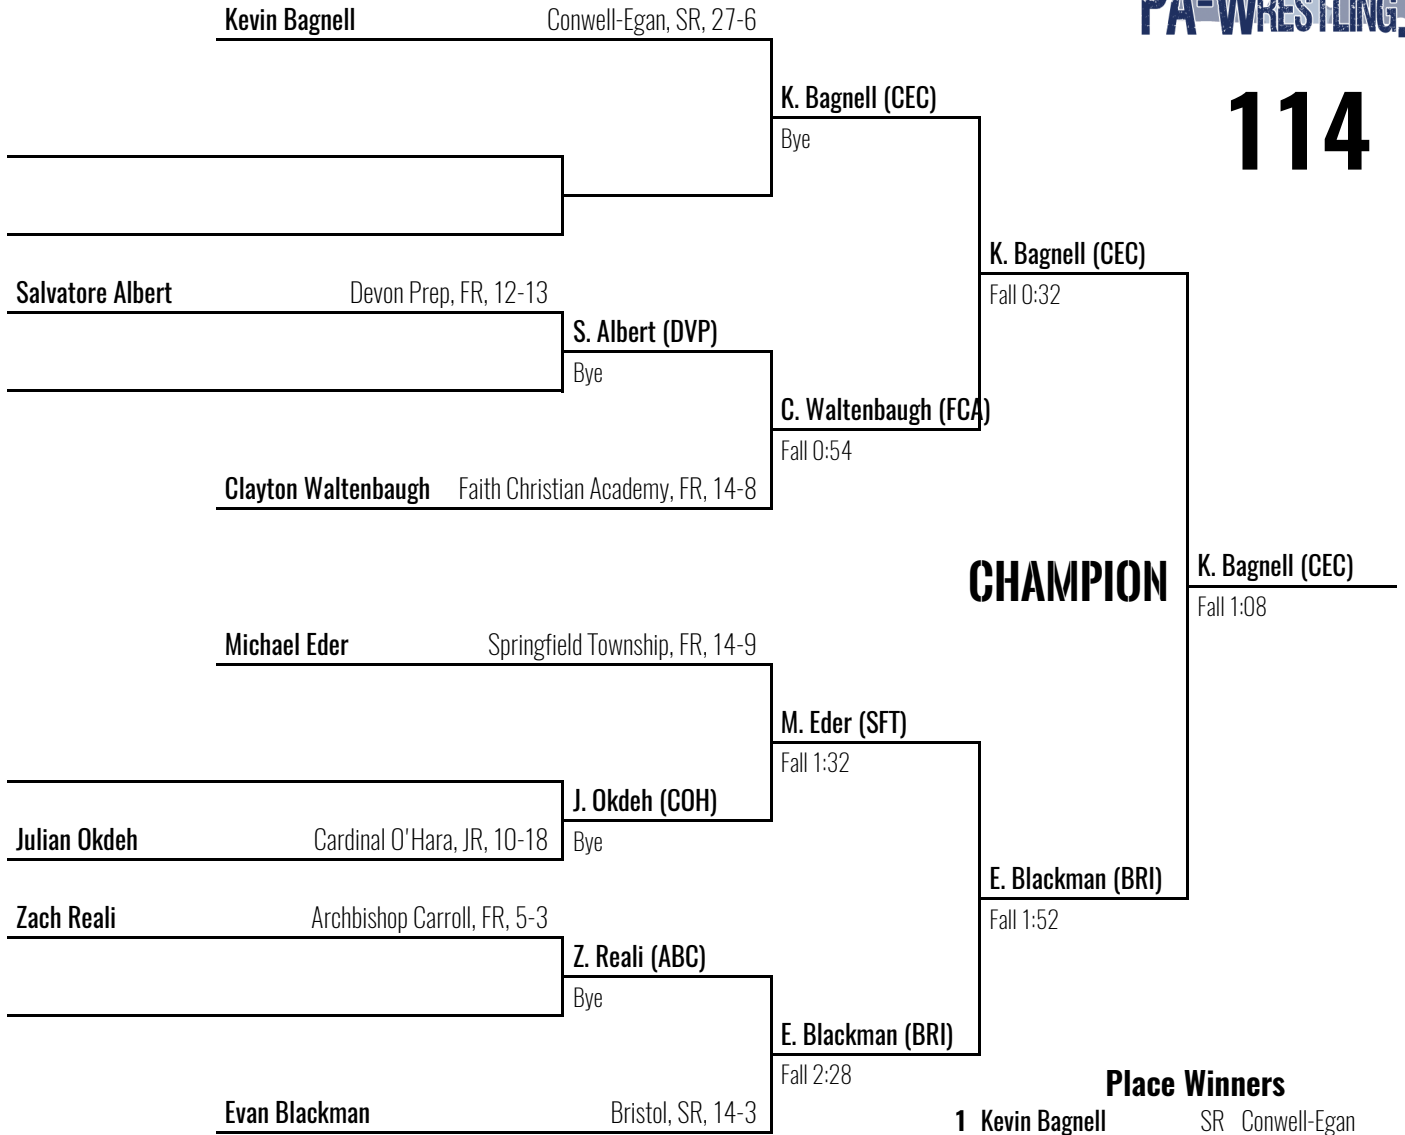 PA-WRESTLING.
114
Kevin Bagnell Conwell-Egan, SR, 27-6
K. Bagnell (CEC)
Bye
K. Bagnell (CEC)
Fall 0:32
Salvatore Albert Devon Prep, FR, 12-13
S. Albert (DVP)
Bye
C. Waltenbaugh (FCA)
Fall 0:54
Clayton Waltenbaugh Faith Christian Academy, FR, 14-8
CHAMPION
K. Bagnell (CEC)
Fall 1:08
Michael Eder Springfield Township, FR, 14-9
M. Eder (SFT)
Fall 1:32
J. Okdeh (COH)
Julian Okdeh Cardinal O'Hara, JR, 10-18
Bye
E. Blackman (BRI)
Fall 1:52
Zach Reali Archbishop Carroll, FR, 5-3
Z. Reali (ABC)
Bye
E. Blackman (BRI)
Fall 2:28
Evan Blackman Bristol, SR, 14-3
Place Winners
1 Kevin Bagnell SR Conwell-Egan